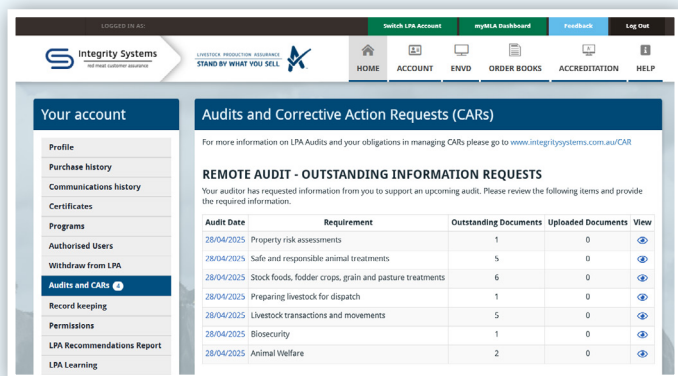 LOGGED IN AS:
Switch LPA Account
myMLA Dashboard
Feedback
Log Out
Integrity Systems
red meat customer assurance
LIVESTOCK PRODUCTION ASSURANCE
STAND BY WHAT YOU SELL
HOME
ACCOUNT
ENVD
ORDER BOOKS
ACCREDITATION
HELP
Your account
Profile
Purchase history
Communications history
Certificates
Programs
Authorised Users
Withdraw from LPA
Audits and CARs 4
Record keeping
Permissions
LPA Recommendations Report
LPA Learning
Audits and Corrective Action Requests (CARs)
For more information on LPA Audits and your obligations in managing CARs please go to www.integritysystems.com.au/CAR
REMOTE AUDIT - OUTSTANDING INFORMATION REQUESTS
Your auditor has requested information from you to support an upcoming audit. Please review the following items and provide
the required information.
Audit Date Requirement Outstanding Documents Uploaded Documents View
28/04/2025 Property risk assessments 1 0
28/04/2025 Safe and responsible animal treatments 5 0
28/04/2025 Stock foods, fodder crops, grain and pasture treatments 6 0
28/04/2025 Preparing livestock for dispatch 1 0
28/04/2025 Livestock transactions and movements 5 0
28/04/2025 Biosecurity 1 0
28/04/2025 Animal Welfare 2 0